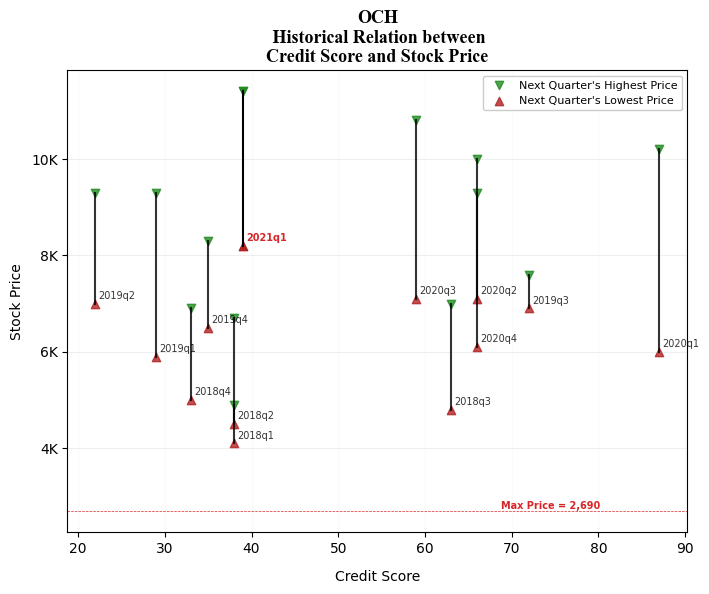 OCH
Historical Relation between
Credit Score and Stock Price
Next Quarter's Highest Price
Next Quarter's Lowest Price
10K
8K
6K
4K
Stock Price
2021q1
2019q2
2020q3
2020q2
2019q3
2019q4
2019q1
2020q4
2020q1
2018q4
2018q3
2018q2
2018q1
Max Price = 2,690
20 30 40 50 60 70 80 90
Credit Score